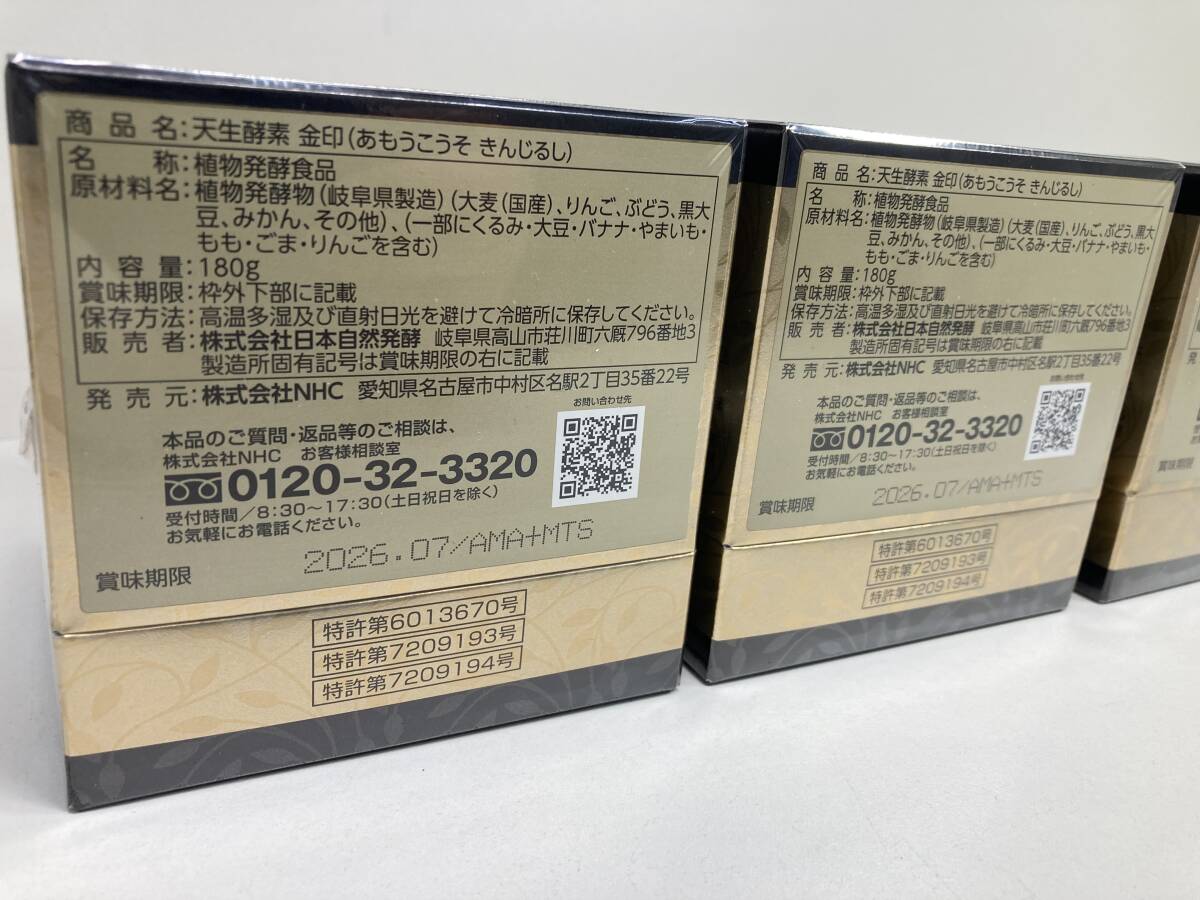 商品名：天生酵素 金印（あもうこうそ きんじるし）
名称：植物発酵食品
原材料名：植物発酵物（岐阜県製造）（大麦（国産）、りんご、ぶどう、黒大
豆、みかん、その他）、（一部にくるみ・大豆・バナナ・やまいも・
もも・ごま・りんごを含む）
内容量：180g
賞味期限：枠外下部に記載
保存方法：高温多湿及び直射日光を避けて冷暗所に保存してください。
販売者：株式会社日本自然発酵 岐阜県高山市荘川町六厩796番地3
製造所固有記号は賞味期限の右に記載
発売元：株式会社NHC 愛知県名古屋市中村区名駅2丁目35番22号
お問い合わせ先
本品のご質問・返品等のご相談は、
株式会社NHC お客様相談室
0120-32-3320
受付時間／8:30～17:30（土日祝日を除く）
お気軽にお電話ください。
賞味期限 2026.07/AMA+MTS
特許第6013670号
特許第7209193号
特許第7209194号
商品名：天生酵素 金印（あもうこうそ きんじるし）
名称：植物発酵食品
原材料名：植物発酵物（岐阜県製造）（大麦（国産）、りんご、ぶどう、黒大
豆、みかん、その他）、（一部にくるみ・大豆・バナナ・やまいも・
もも・ごま・りんごを含む）
内容量：180g
賞味期限：枠外下部に記載
保存方法：高温多湿及び直射日光を避けて冷暗所に保存してください。
販売者：株式会社日本自然発酵 岐阜県高山市荘川町六厩796番地3
製造所固有記号は賞味期限の右に記載
発売元：株式会社NHC 愛知県名古屋市中村区名駅2丁目35番22号
お問い合わせ先
本品のご質問・返品等のご相談は、
株式会社NHC お客様相談室
0120-32-3320
受付時間／8:30～17:30（土日祝日を除く）
お気軽にお電話ください。
賞味期限 2026.07/AMA+MTS
特許第6013670号
特許第7209193号
特許第7209194号
賞味期限